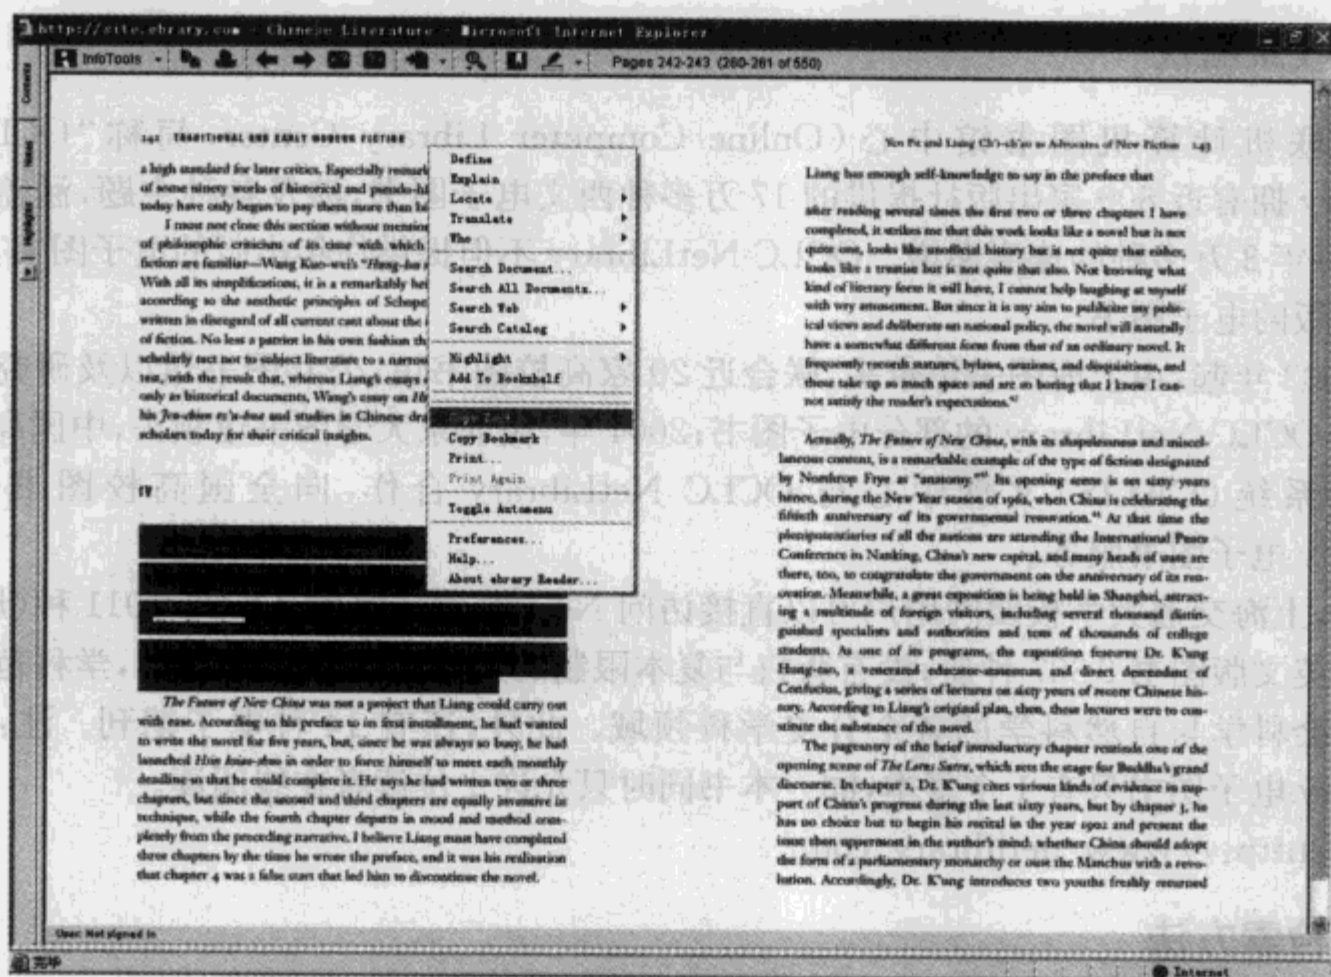 http://site.ebrary.com - Chinese Literature - Microsoft Internet Explorer
InfoTools
Pages 242-243 (260-261 of 550)
Contents
Notes
Highlights
242 TRADITIONAL AND EARLY MODERN FICTION
a high standard for later critics. Especially remark
of some ninety works of historical and pseudo-hi
today have only begun to pay them more than
I must not close this section without mention
of philosophic criticism of its time with which
fiction are familiar—Wang Kuo-wei's
With all its simplifications, it is a remarkably
according to the aesthetic principles of Schope
written in disregard of all current cant about the
of fiction. No less a patriot in his own fashion th
scholarly tact not to subject literature to a narrow
test, with the result that, whereas Liang's essays
only as historical documents, Wang's essay on
his and studies in Chinese dra
scholars today for their critical insights.
IV
The Future of New China was not a project that Liang could carry out
with ease. According to his preface to its first installment, he had wanted
to write the novel for five years, but, since he was always so busy, he had
launched Hsin hsiao-shuo in order to force himself to meet each monthly
deadline so that he could complete it. He says he had written two or three
chapters, but since the second and third chapters are equally inventive in
technique, while the fourth chapter departs in mood and method com-
pletely from the preceding narrative, I believe Liang must have completed
three chapters by the time he wrote the preface, and it was his realization
that chapter 4 was a false start that led him to discontinue the novel.
Define
Explain
Locate
Translate
Who
Search Document...
Search All Documents...
Search Web
Search Catalog
Highlight
Add To Bookshelf
Copy Text
Copy Bookmark
Print...
Print Again
Toggle Automenu
Preferences...
Help...
About ebrary Reader...
Yen Fu and Liang Ch'i-ch'ao as Advocates of New Fiction 243
Liang has enough self-knowledge to say in the preface that
after reading several times the first two or three chapters I have
completed, it strikes me that this work looks like a novel but is not
quite one, looks like unofficial history but is not quite that either,
looks like a treatise but is not quite that also. Not knowing what
kind of literary form it will have, I cannot help laughing at myself
with wry amusement. But since it is my aim to publicize my polit-
ical views and deliberate on national policy, the novel will naturally
have a somewhat different form from that of an ordinary novel. It
frequently records statutes, bylaws, orations, and disquisitions, and
these take up so much space and are so boring that I know I can-
not satisfy the reader's expectations.
Actually, The Future of New China, with its shapelessness and miscel-
laneous content, is a remarkable example of the type of fiction designated
by Northrop Frye as "anatomy." Its opening scene is set sixty years
hence, during the New Year season of 1962, when China is celebrating the
fiftieth anniversary of its governmental renovation. At that time the
plenipotentiaries of all the nations are attending the International Peace
Conference in Nanking, China's new capital, and many heads of state are
there, too, to congratulate the government on the anniversary of its ren-
ovation. Meanwhile, a great exposition is being held in Shanghai, attract-
ing a multitude of foreign visitors, including several thousand distin-
guished specialists and authorities and tens of thousands of college
students. As one of its programs, the exposition features Dr. K'ung
Hung-tao, a venerated educator-statesman and direct descendant of
Confucius, giving a series of lectures on sixty years of recent Chinese his-
tory. According to Liang's original plan, then, these lectures were to con-
stitute the substance of the novel.
The pageantry of the brief introductory chapter reminds one of the
opening scene of The Lotus Sutra, which sets the stage for Buddha's grand
discourse. In chapter 2, Dr. K'ung cites various kinds of evidence in sup-
port of China's progress during the last sixty years, but by chapter 3, he
has no choice but to begin his recital in the year 1902 and present the
issue then uppermost in the author's mind: whether China should adopt
the form of a parliamentary monarchy or oust the Manchus with a revo-
lution. Accordingly, Dr. K'ung introduces two youths freshly returned
User: Not signed in
完毕
Internet